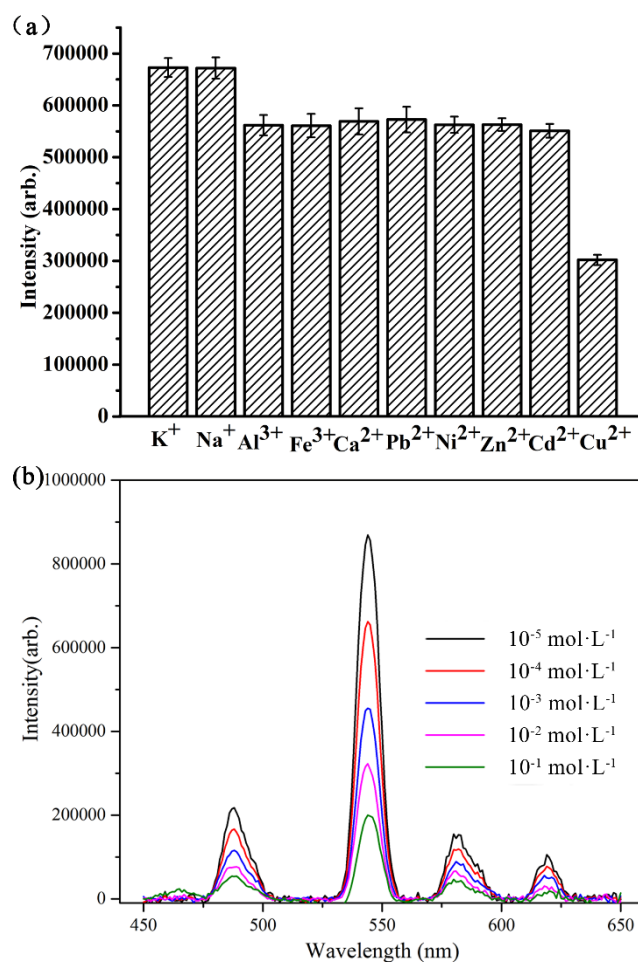 (a)
700000
600000
500000
400000
300000
200000
100000
0
Intensity (arb.)
K+ Na+ Al3+ Fe3+ Ca2+ Pb2+ Ni2+ Zn2+ Cd2+ Cu2+
(b)
1000000
800000
600000
400000
200000
0
Intensity(arb.)
10-5 mol·L-1
10-4 mol·L-1
10-3 mol·L-1
10-2 mol·L-1
10-1 mol·L-1
450 500 550 600 650
Wavelength (nm)